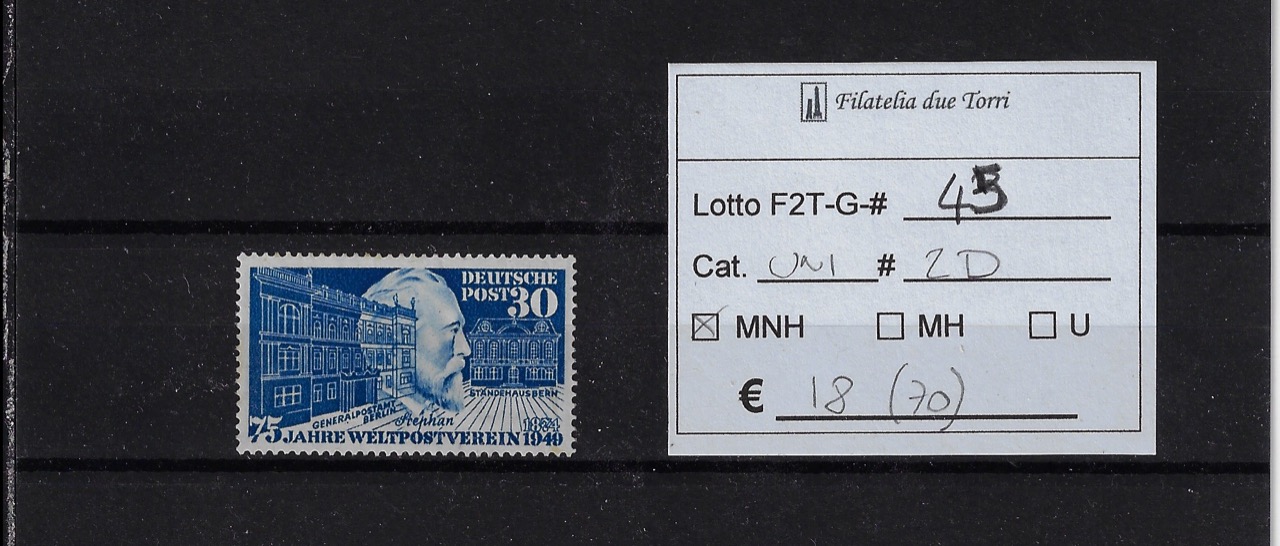 DEUTSCHE
POST 30
STÄNDEHAUS BERN
GENERALPOSTAMT
BERLIN
Stephan
1874
75 JAHRE WELTPOSTVEREIN 1949
Filatelia due Torri
Lotto F2T-G-#
Cat. UNI # 2D
☒ MNH ☐ MH ☐ U
€ 18 (70)